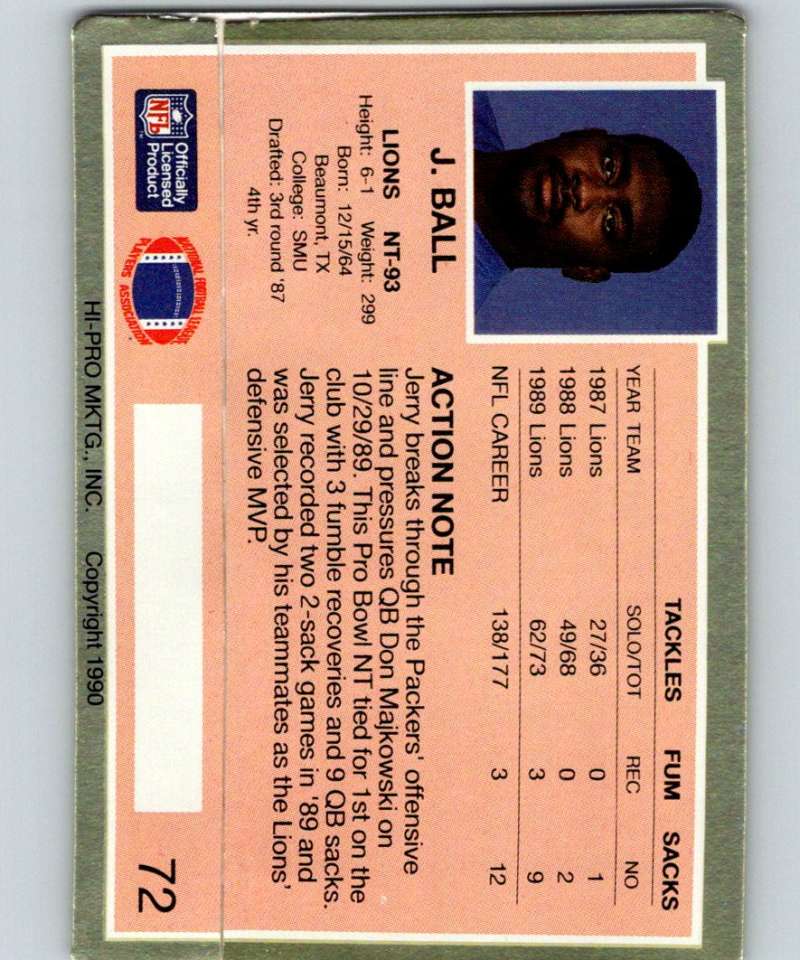 J. BALL
LIONS NT-93
Height: 6-1 Weight: 299
Born: 12/15/64
Beaumont, TX
College: SMU
Drafted: 3rd round '87
4th yr.
TACKLES FUM SACKS
YEAR TEAM SOLO/TOT REC NO
1987 Lions 27/36 0 1
1988 Lions 49/68 0 2
1989 Lions 62/73 3 9
NFL CAREER 138/177 3 12
ACTION NOTE
Jerry breaks through the Packers' offensive
line and pressures QB Don Majkowski on
10/29/89. This Pro Bowl NT tied for 1st on the
club with 3 fumble recoveries and 9 QB sacks.
Jerry recorded two 2-sack games in '89 and
was selected by his teammates as the Lions'
defensive MVP.
NFL
Officially
Licensed
Product
NATIONAL FOOTBALL LEAGUE
PLAYERS ASSOCIATION
72
HI-PRO MKTG., INC. Copyright 1990